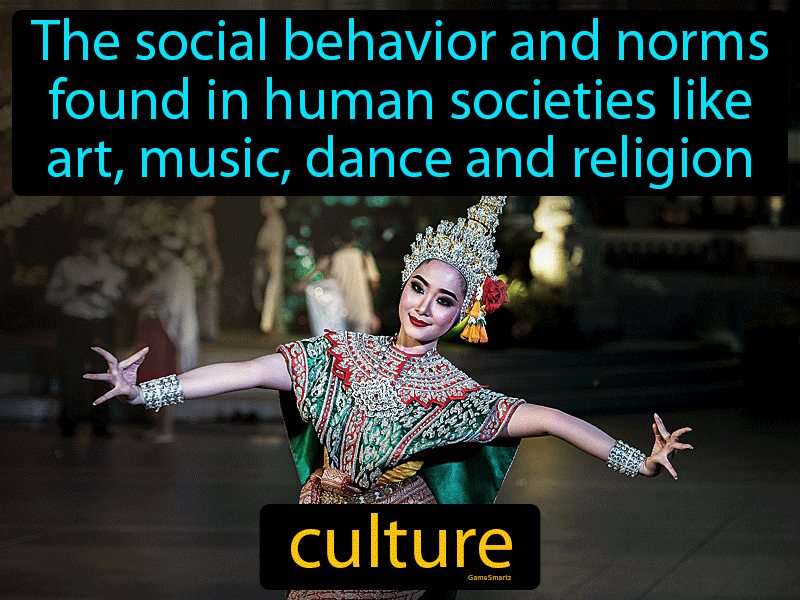 The social behavior and norms
found in human societies like
art, music, dance and religion
culture
GameSmartz